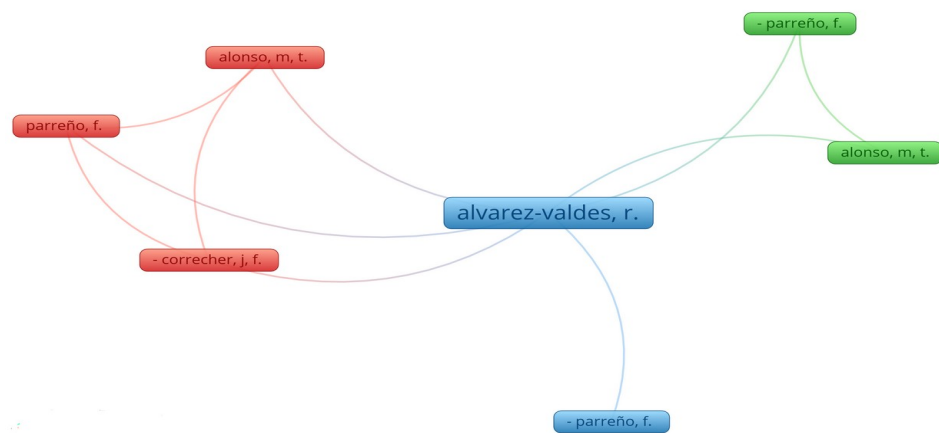 - parreño, f.
alonso, m, t.
parreño, f.
alonso, m, t.
alvarez-valdes, r.
- correcher, j, f.
- parreño, f.